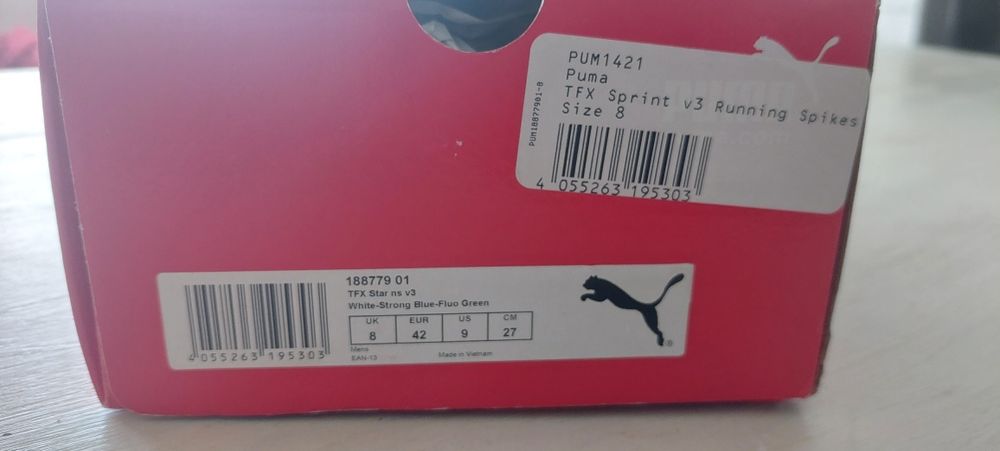 PUM1421
Puma
TFX Sprint v3 Running Spikes
Size 8
PUM18877901-8
4 055263 195303
188779 01
TFX Star ns v3
White-Strong Blue-Fluo Green
UK EUR US CM
8 42 9 27
Mens
EAN-13 Made in Vietnam
4 055263 195303
®